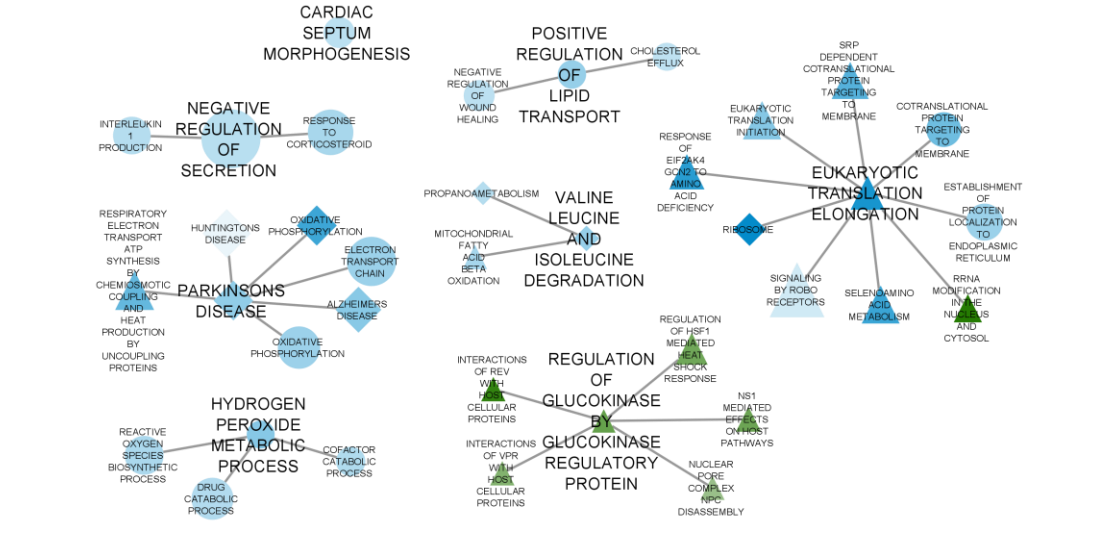 CARDIAC
SEPTUM
MORPHOGENESIS
POSITIVE
REGULATION
OF
LIPID
TRANSPORT
CHOLESTEROL
EFFLUX
NEGATIVE
REGULATION
OF
WOUND
HEALING
NEGATIVE
REGULATION
OF
SECRETION
INTERLEUKIN
1
PRODUCTION
RESPONSE
TO
CORTICOSTEROID
SRP
DEPENDENT
COTRANSLATIONAL
PROTEIN
TARGETING
TO
MEMBRANE
EUKARYOTIC
TRANSLATION
INITIATION
COTRANSLATIONAL
PROTEIN
TARGETING
TO
MEMBRANE
RESPONSE
OF
EIF2AK4
GCN2 TO
AMINO
ACID
DEFICIENCY
EUKARYOTIC
TRANSLATION
ELONGATION
ESTABLISHMENT
OF
PROTEIN
LOCALIZATION
TO
ENDOPLASMIC
RETICULUM
RIBOSOME
SIGNALING
BY ROBO
RECEPTORS
SELENOAMINO
ACID
METABOLISM
RRNA
MODIFICATION
IN THE
NUCLEUS
AND
CYTOSOL
PROPANOAMETABOLISM
VALINE
LEUCINE
AND
ISOLEUCINE
DEGRADATION
MITOCHONDRIAL
FATTY
ACID
BETA
OXIDATION
RESPIRATORY
ELECTRON
TRANSPORT
ATP
SYNTHESIS
BY
CHEMIOSMOTIC
COUPLING
AND
HEAT
PRODUCTION
BY
UNCOUPLING
PROTEINS
HUNTINGTONS
DISEASE
OXIDATIVE
PHOSPHORYLATION
ELECTRON
TRANSPORT
CHAIN
PARKINSONS
DISEASE
ALZHEIMERS
DISEASE
OXIDATIVE
PHOSPHORYLATION
REGULATION
OF HSF1
MEDIATED
HEAT
SHOCK
RESPONSE
INTERACTIONS
OF REV
WITH
HOST
CELLULAR
PROTEINS
REGULATION
OF
GLUCOKINASE
BY
GLUCOKINASE
REGULATORY
PROTEIN
NS1
MEDIATED
EFFECTS
ON HOST
PATHWAYS
INTERACTIONS
OF VPR
WITH
HOST
CELLULAR
PROTEINS
NUCLEAR
PORE
COMPLEX
NPC
DISASSEMBLY
HYDROGEN
PEROXIDE
METABOLIC
PROCESS
REACTIVE
OXYGEN
SPECIES
BIOSYNTHETIC
PROCESS
COFACTOR
CATABOLIC
PROCESS
DRUG
CATABOLIC
PROCESS